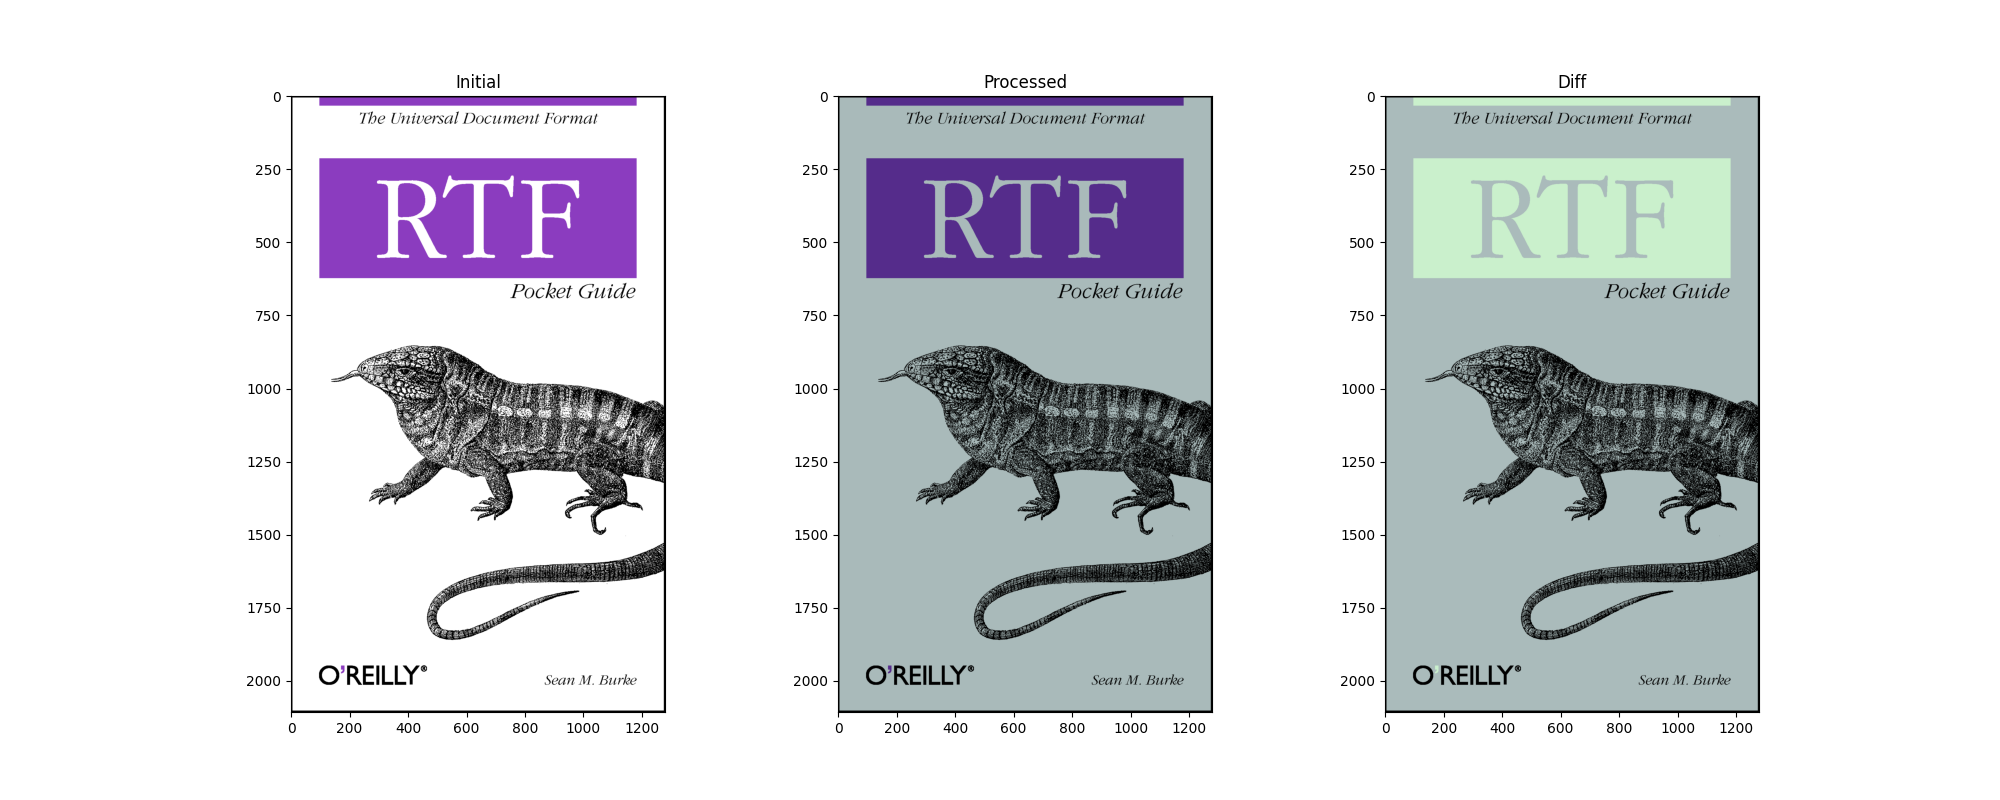 Initial
Processed
Diff
0
250
500
750
1000
1250
1500
1750
2000
0 200 400 600 800 1000 1200
The Universal Document Format
RTF
Pocket Guide
O'REILLY®
Sean M. Burke
0
250
500
750
1000
1250
1500
1750
2000
0 200 400 600 800 1000 1200
The Universal Document Format
RTF
Pocket Guide
O'REILLY®
Sean M. Burke
0
250
500
750
1000
1250
1500
1750
2000
0 200 400 600 800 1000 1200
The Universal Document Format
RTF
Pocket Guide
O'REILLY®
Sean M. Burke